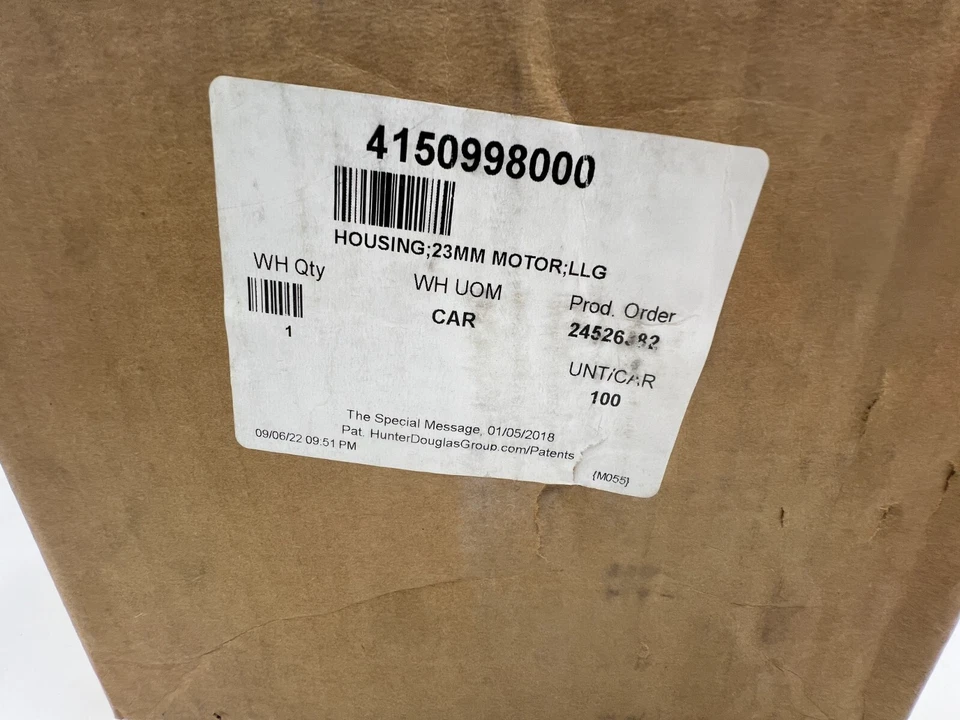 4150998000
HOUSING;23MM MOTOR;LLG
WH Qty
WH UOM
Prod. Order
1
CAR
UNT/CAR
100
The Special Message, 01/05/2018
Pat. HunterDouglasGroup.com/Patents
09/06/22 09:51 PM
{M055}